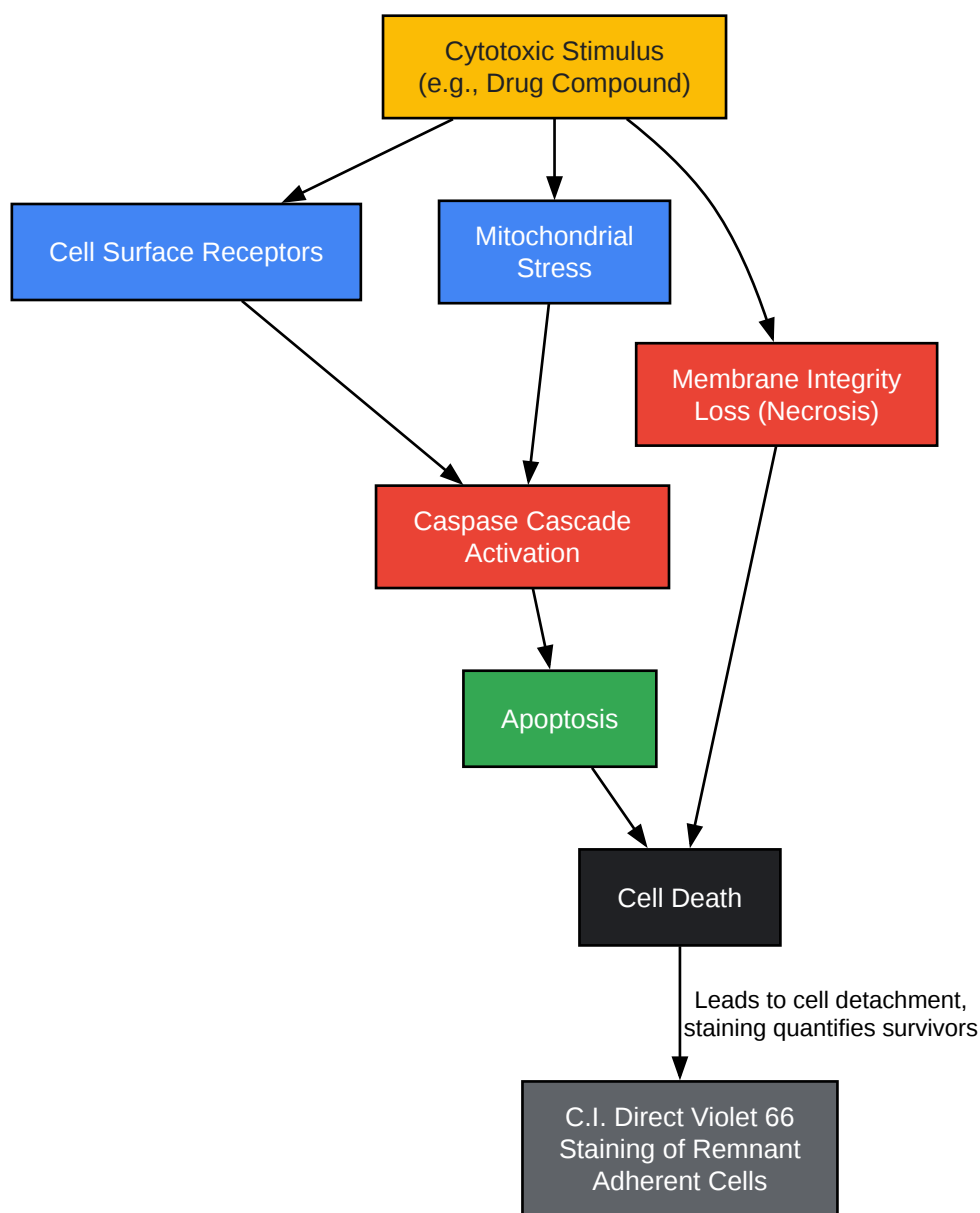 Cytotoxic Stimulus
(e.g., Drug Compound)
Cell Surface Receptors
Mitochondrial
Stress
Membrane Integrity
Loss (Necrosis)
Caspase Cascade
Activation
Apoptosis
Cell Death
Leads to cell detachment,
staining quantifies survivors
C.I. Direct Violet 66
Staining of Remnant
Adherent Cells